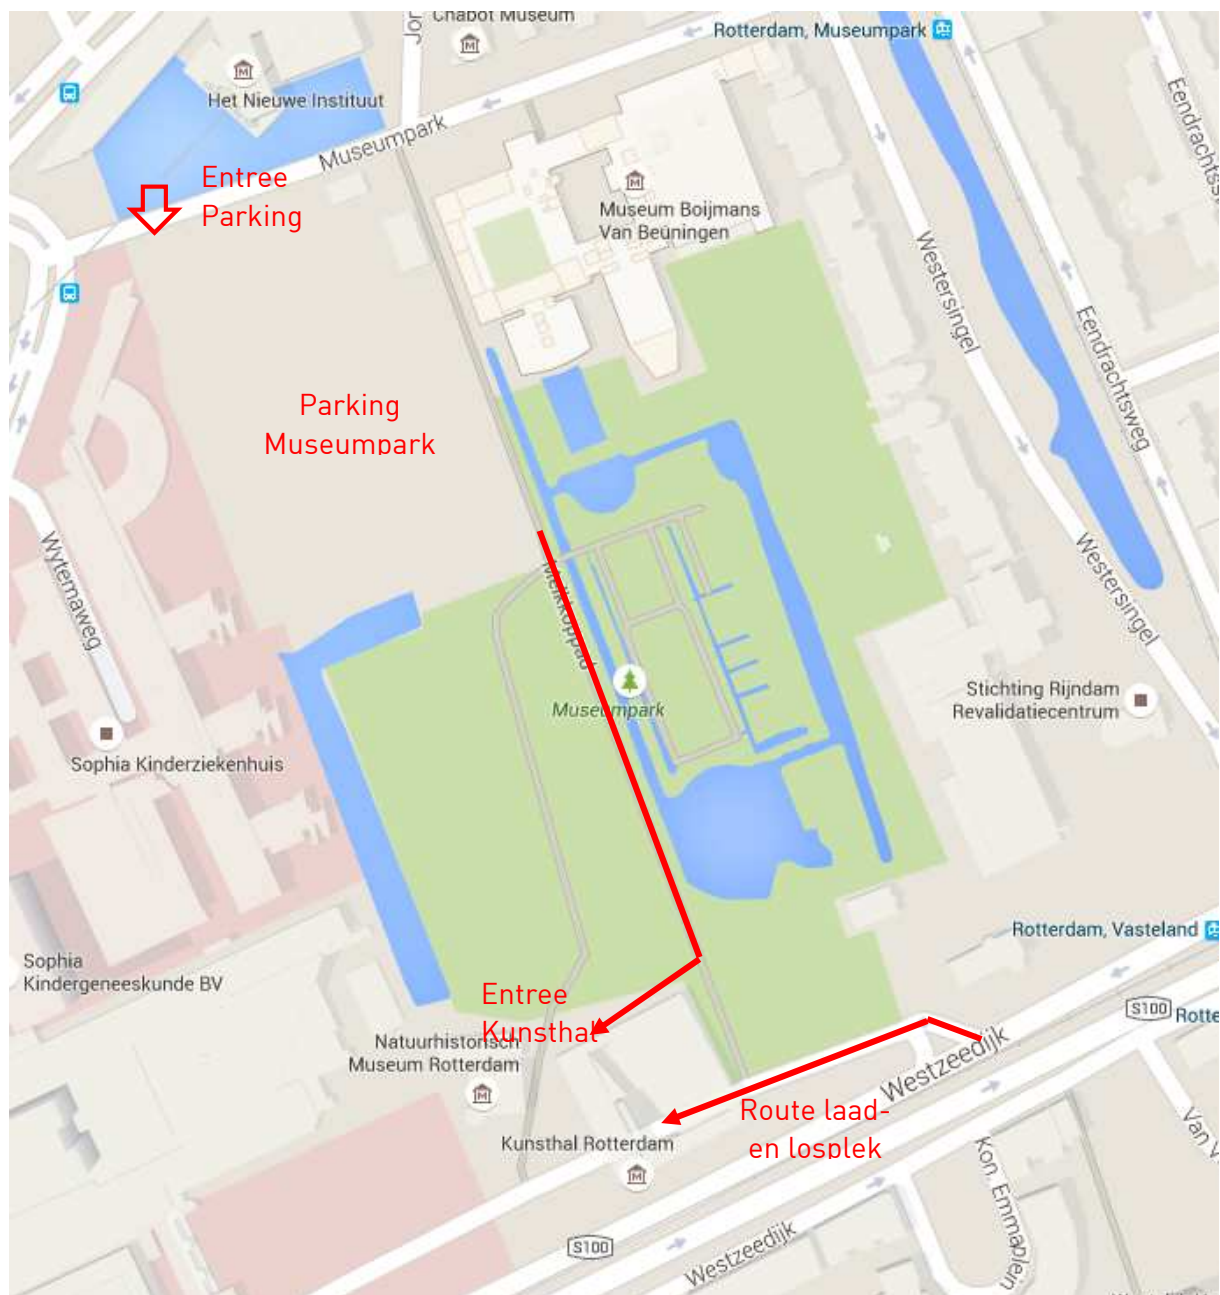 Chabot Museum
Rotterdam, Museumpark
Het Nieuwe Instituut
Museumpark
Entree
Parking
Museum Boijmans
Van Beuningen
Westersingel
Eendrachtsweg
Parking
Museumpark
Wytemaweg
Westersingel
Museumpark
Stichting Rijndam
Revalidatiecentrum
Sophia Kinderziekenhuis
Rotterdam, Vasteland
Sophia
Kindergeneeskunde BV
Entree
Kunsthal
S100
Rotte
Natuurhistorisch
Museum Rotterdam
Westzeedijk
Route laad-
en losplek
Kunsthal Rotterdam
Kon. Emmaplein
S100
Westzeedijk